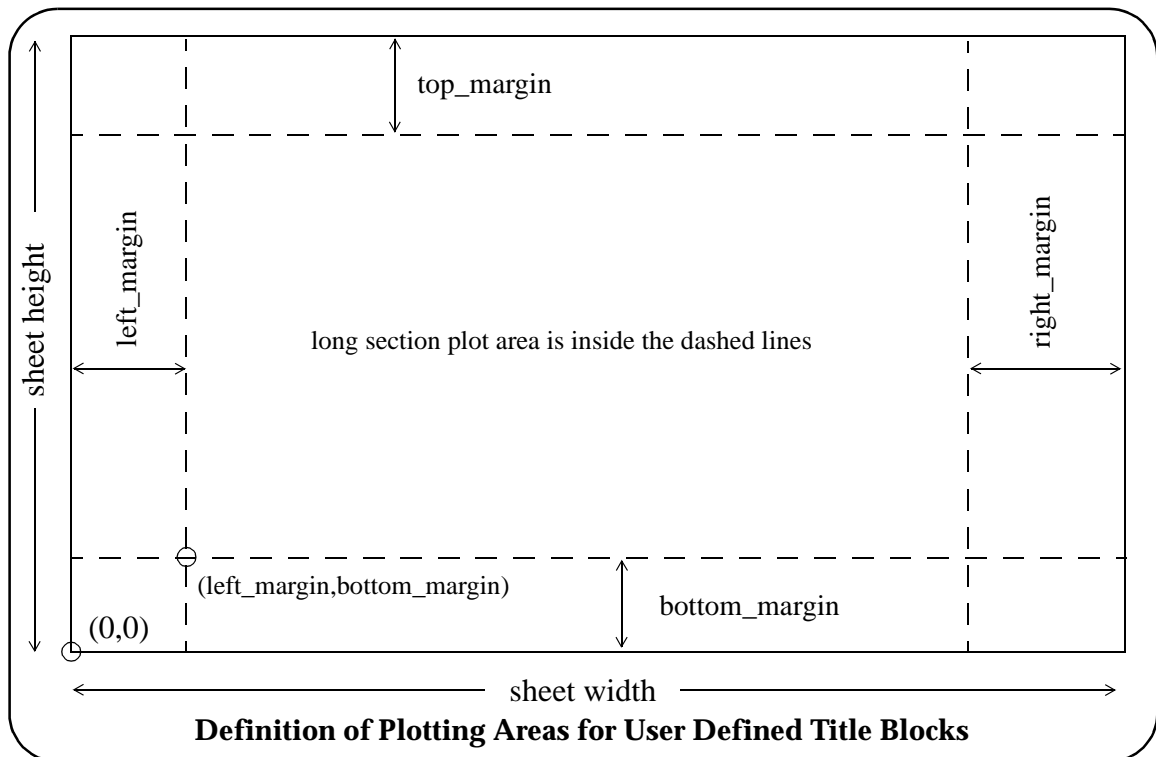 top_margin
left_margin
right_margin
sheet height
long section plot area is inside the dashed lines
(left_margin,bottom_margin)
bottom_margin
(0,0)
sheet width
Definition of Plotting Areas for User Defined Title Blocks